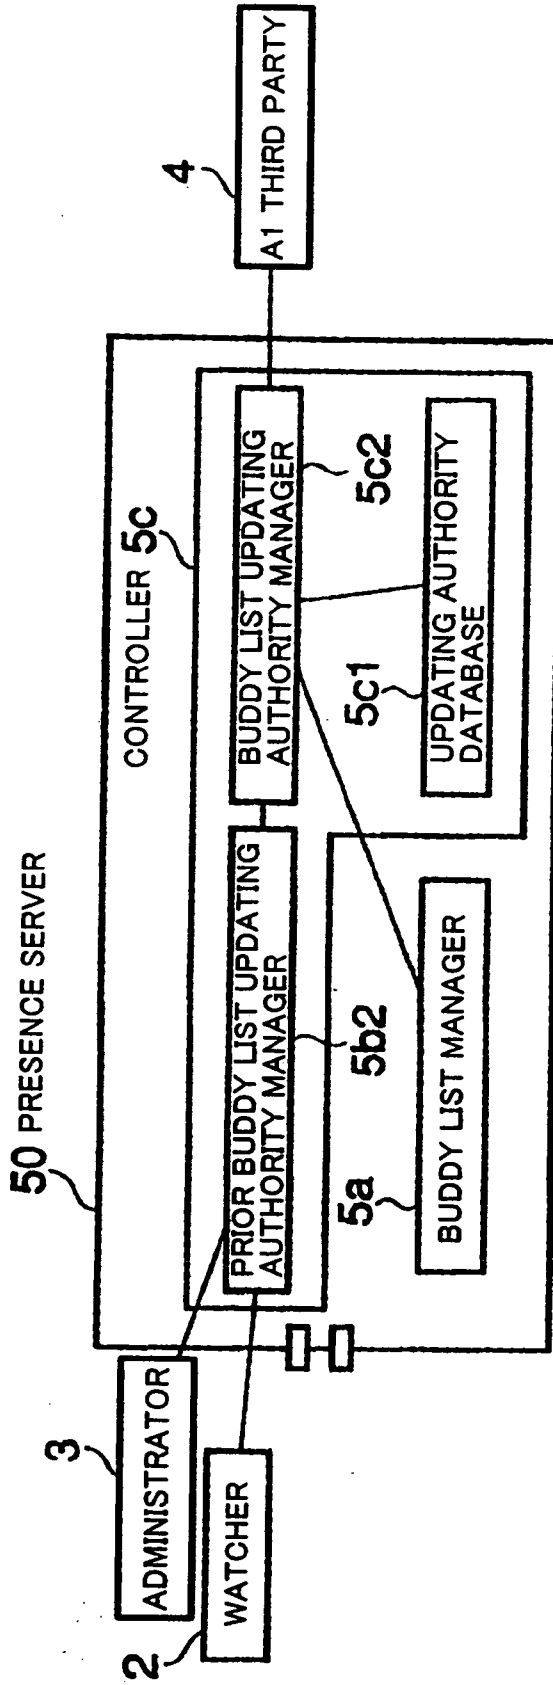 50 PRESENCE SERVER
CONTROLLER 5c
3
ADMINISTRATOR
2
WATCHER
PRIOR BUDDY LIST UPDATING
AUTHORITY MANAGER
5b2
BUDDY LIST UPDATING
AUTHORITY MANAGER
5c2
4
A1 THIRD PARTY
5a
BUDDY LIST MANAGER
5c1
UPDATING AUTHORITY
DATABASE